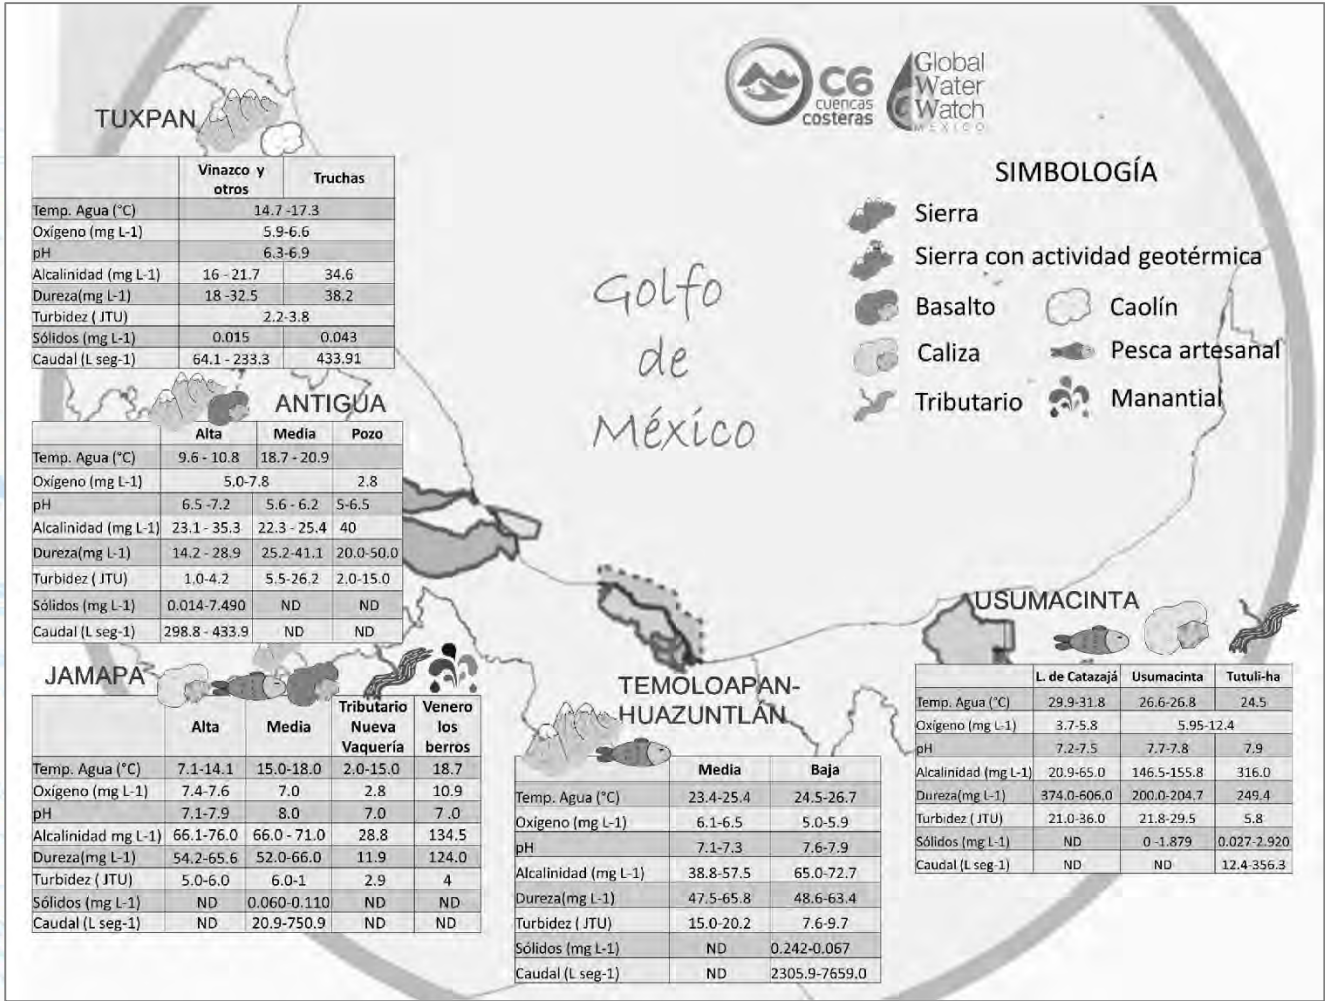 C6
cuencas
costeras
Global
Water
Watch
MÉXICO
SIMBOLOGÍA
Sierra
Sierra con actividad geotérmica
Basalto
Caolín
Caliza
Pesca artesanal
Tributario
Manantial
Golfo
de
México
TUXPAN
Vinazco y otros Truchas
Temp. Agua (°C) 14.7 -17.3
Oxígeno (mg L-1) 5.9-6.6
pH 6.3-6.9
Alcalinidad (mg L-1) 16 - 21.7 34.6
Dureza(mg L-1) 18 -32.5 38.2
Turbidez ( JTU) 2.2-3.8
Sólidos (mg L-1) 0.015 0.043
Caudal (L seg-1) 64.1 - 233.3 433.91
ANTIGUA
Alta Media Pozo
Temp. Agua (°C) 9.6 - 10.8 18.7 - 20.9
Oxígeno (mg L-1) 5.0-7.8 2.8
pH 6.5 -7.2 5.6 - 6.2 5-6.5
Alcalinidad (mg L-1) 23.1 - 35.3 22.3 - 25.4 40
Dureza(mg L-1) 14.2 - 28.9 25.2-41.1 20.0-50.0
Turbidez ( JTU) 1.0-4.2 5.5-26.2 2.0-15.0
Sólidos (mg L-1) 0.014-7.490 ND ND
Caudal (L seg-1) 298.8 - 433.9 ND ND
JAMAPA
Alta Media Tributario Nueva Vaquería Venero los berros
Temp. Agua (°C) 7.1-14.1 15.0-18.0 2.0-15.0 18.7
Oxígeno (mg L-1) 7.4-7.6 7.0 2.8 10.9
pH 7.1-7.9 8.0 7.0 7.0
Alcalinidad mg L-1) 66.1-76.0 66.0 - 71.0 28.8 134.5
Dureza(mg L-1) 54.2-65.6 52.0-66.0 11.9 124.0
Turbidez ( JTU) 5.0-6.0 6.0-1 2.9 4
Sólidos (mg L-1) ND 0.060-0.110 ND ND
Caudal (L seg-1) ND 20.9-750.9 ND ND
TEMOLOAPAN-
HUAZUNTLÁN
Media Baja
Temp. Agua (°C) 23.4-25.4 24.5-26.7
Oxígeno (mg L-1) 6.1-6.5 5.0-5.9
pH 7.1-7.3 7.6-7.9
Alcalinidad (mg L-1) 38.8-57.5 65.0-72.7
Dureza(mg L-1) 47.5-65.8 48.6-63.4
Turbidez ( JTU) 15.0-20.2 7.6-9.7
Sólidos (mg L-1) ND 0.242-0.067
Caudal (L seg-1) ND 2305.9-7659.0
USUMACINTA
L. de Catazajá Usumacinta Tutuli-ha
Temp. Agua (°C) 29.9-31.8 26.6-26.8 24.5
Oxígeno (mg L-1) 3.7-5.8 5.95-12.4
pH 7.2-7.5 7.7-7.8 7.9
Alcalinidad (mg L-1) 20.9-65.0 146.5-155.8 316.0
Dureza(mg L-1) 374.0-606.0 200.0-204.7 249.4
Turbidez ( JTU) 21.0-36.0 21.8-29.5 5.8
Sólidos (mg L-1) ND 0 -1.879 0.027-2.920
Caudal (L seg-1) ND ND 12.4-356.3